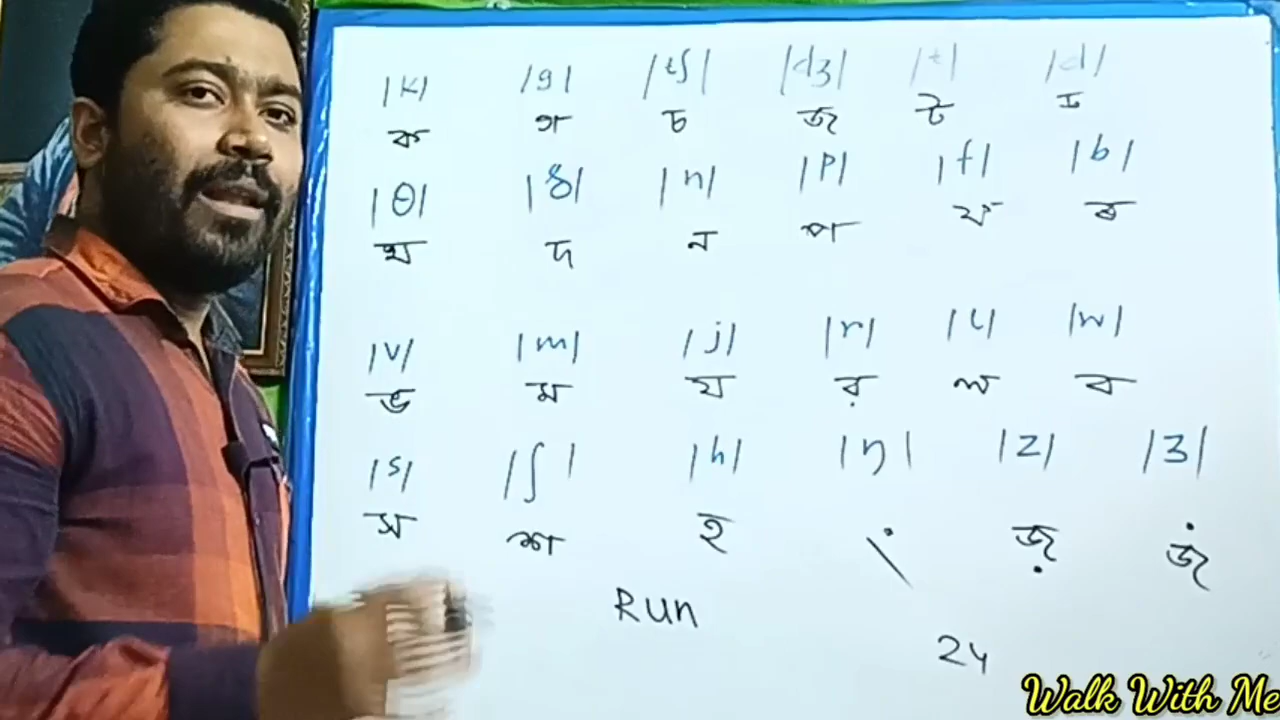 /k/ /g/ /tʃ/ /dʒ/ /t/ /d/
ক গ চ জ ট ড
/θ/ /ð/ /n/ /p/ /f/ /b/
থ দ ন প ফ ব
/v/ /m/ /j/ /r/ /l/ /w/
ভ ম য র ল ব
/s/ /ʃ/ /h/ /ŋ/ /z/ /ʒ/
স শ হ ং জ় জ়
Run
24
Walk With Me